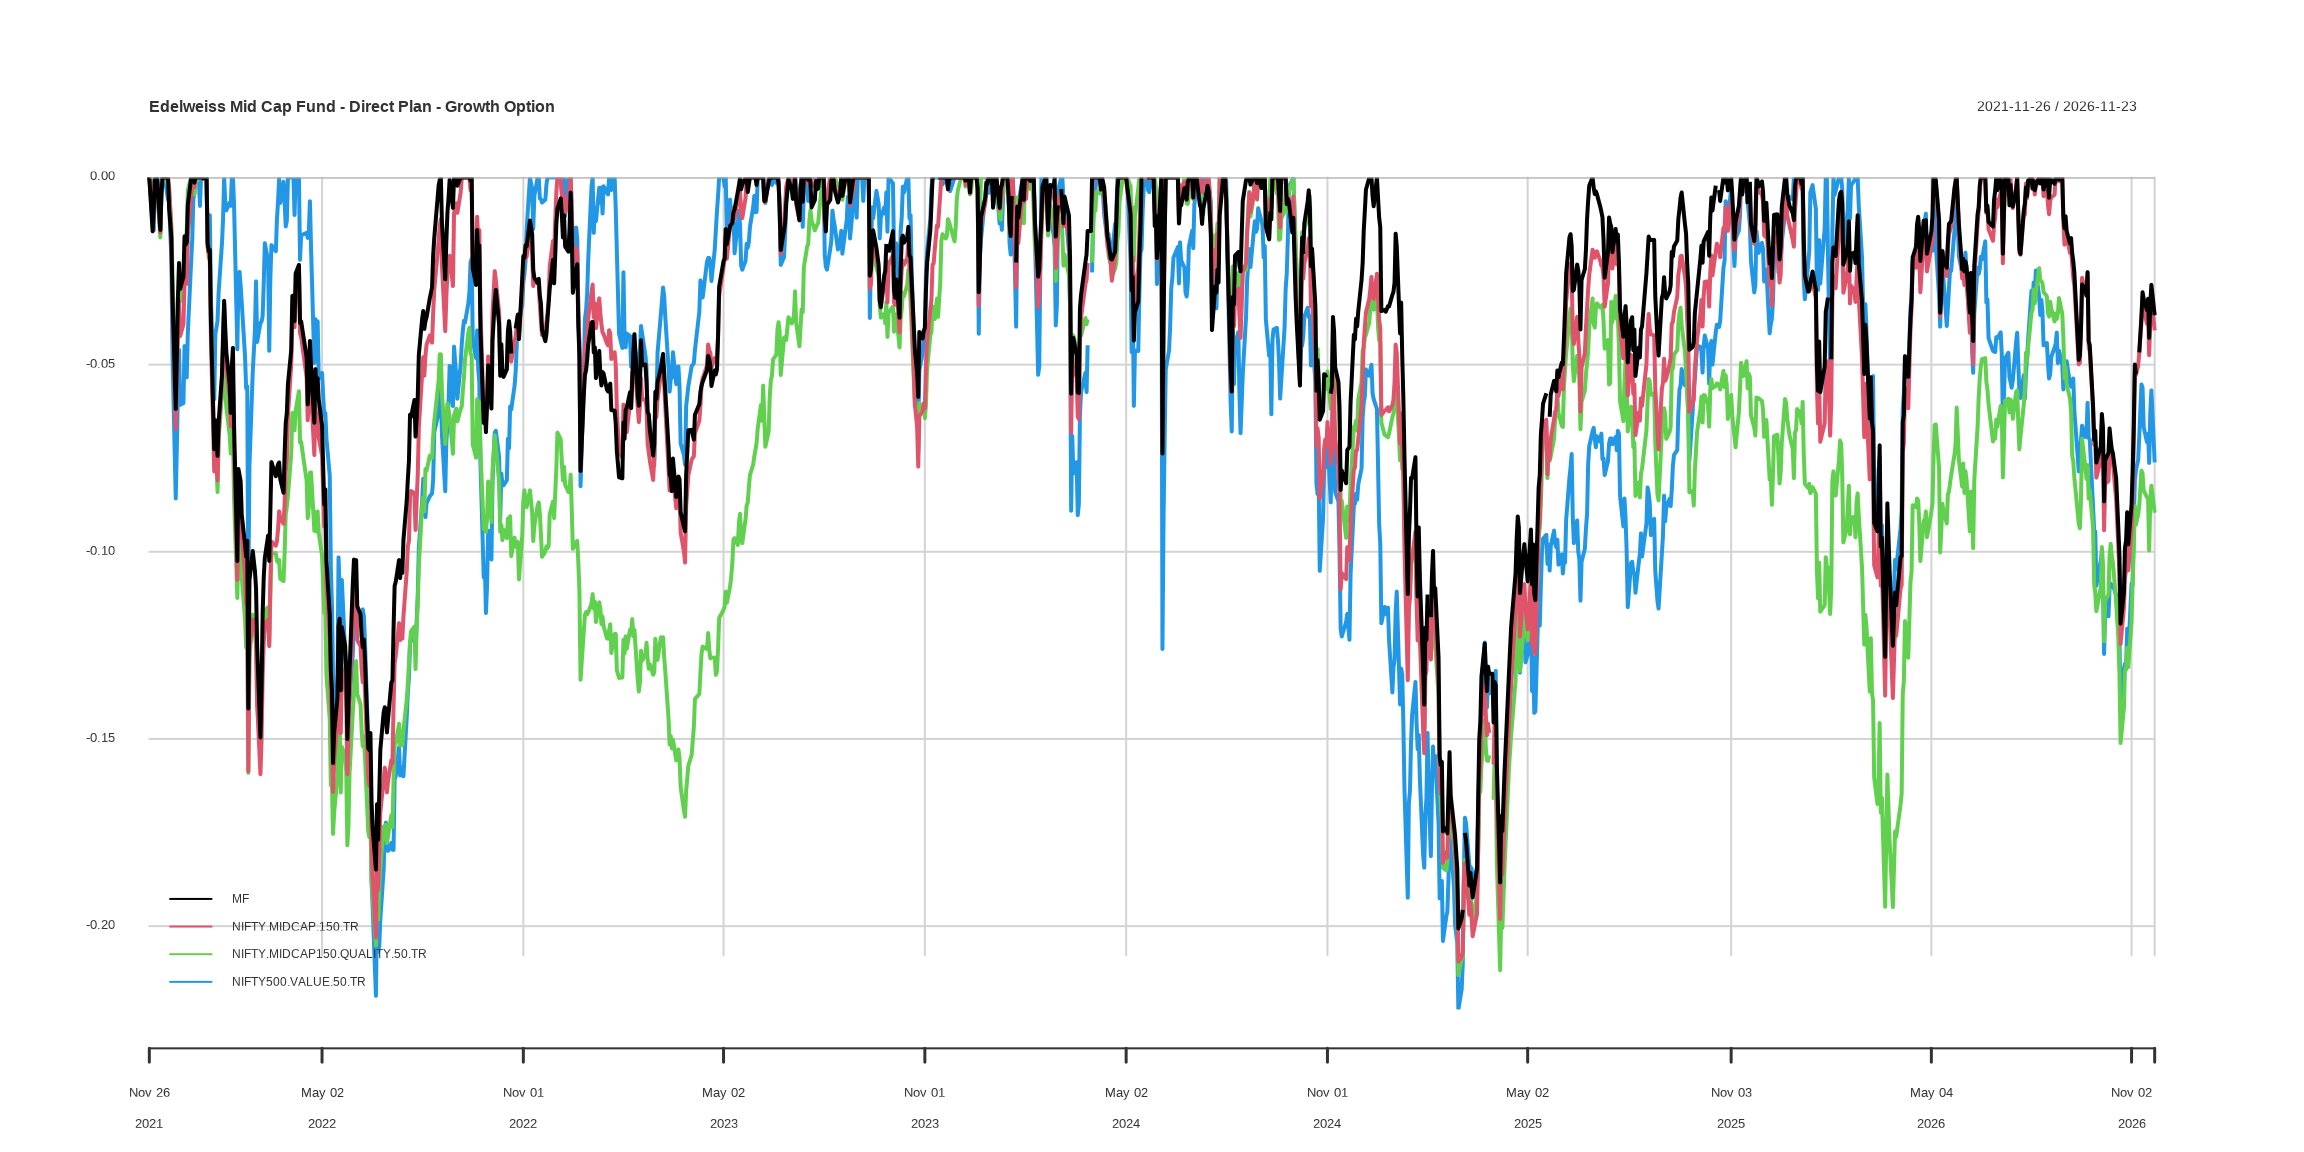 Edelweiss Mid Cap Fund - Direct Plan - Growth Option
2021-11-26 / 2026-11-23
0.00
-0.05
-0.10
-0.15
-0.20
MF
NIFTY.MIDCAP.150.TR
NIFTY.MIDCAP150.QUALITY.50.TR
NIFTY500.VALUE.50.TR
Nov 26 May 02 Nov 01 May 02 Nov 01 May 02 Nov 01 May 02 Nov 03 May 04 Nov 02
2021 2022 2022 2023 2023 2024 2024 2025 2025 2026 2026